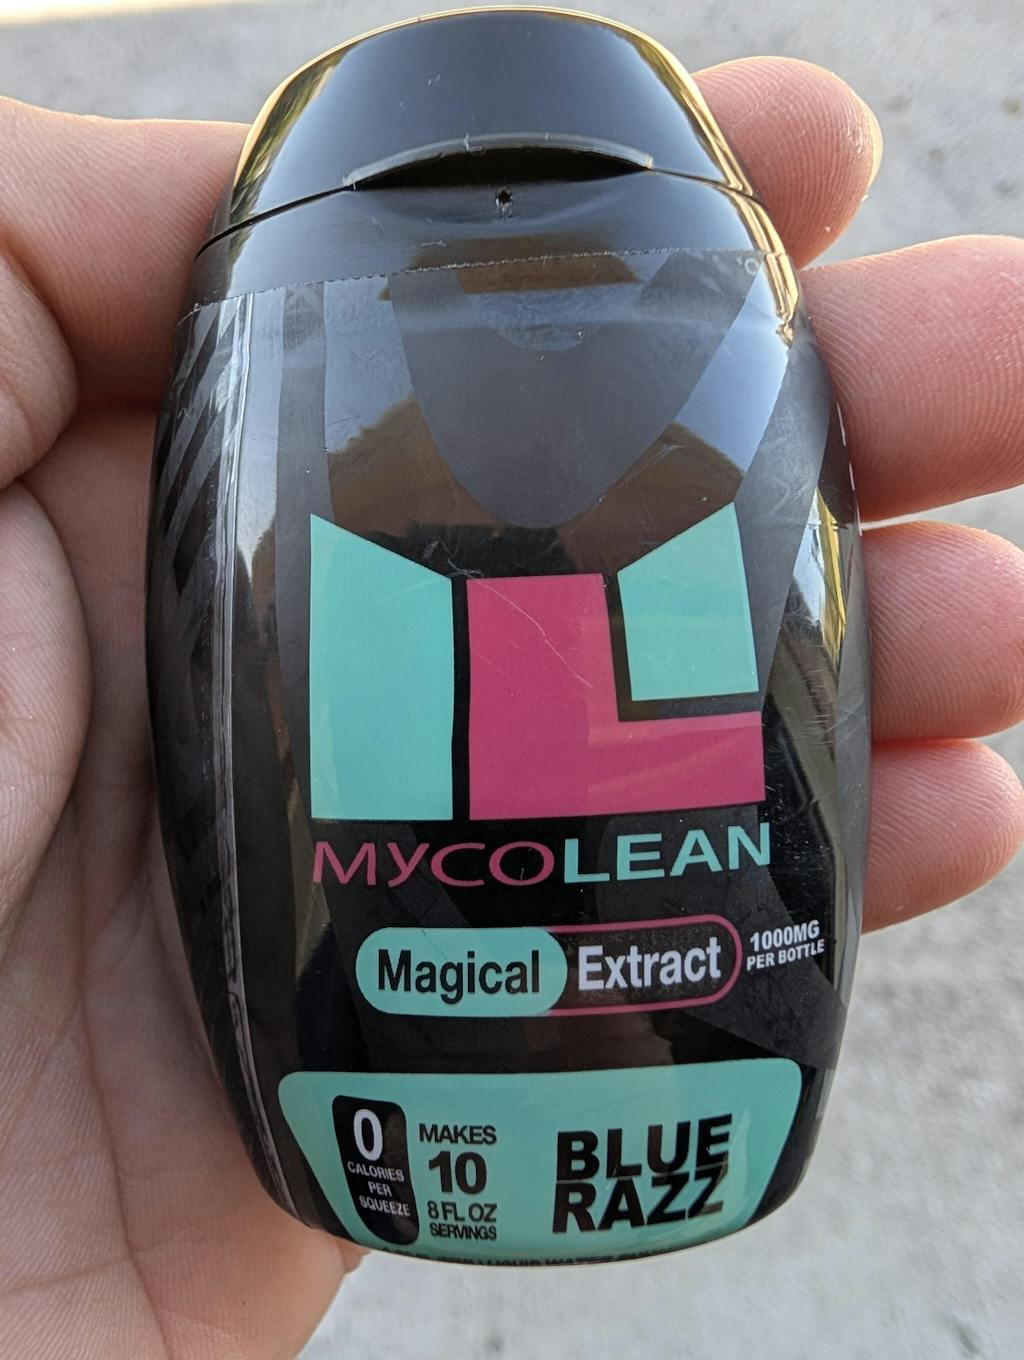 MYCOLEAN
Magical Extract
1000MG
PER BOTTLE
0
CALORIES
PER
SQUEEZE
MAKES
10
8 FL OZ
SERVINGS
BLUE
RAZZ